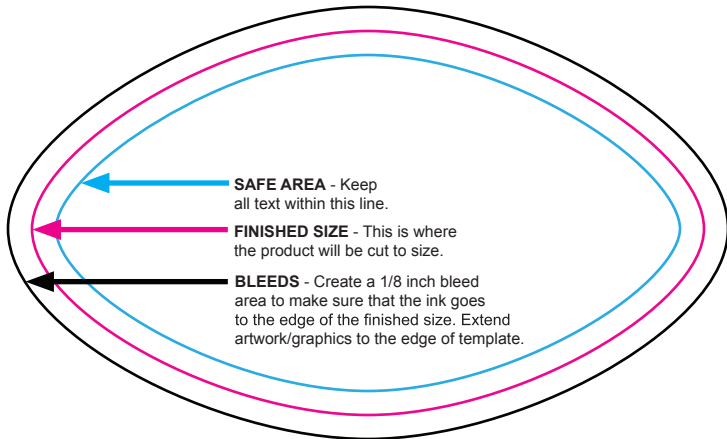 SAFE AREA - Keep
all text within this line.
FINISHED SIZE - This is where
the product will be cut to size.
BLEEDS - Create a 1/8 inch bleed
area to make sure that the ink goes
to the edge of the finished size. Extend
artwork/graphics to the edge of template.